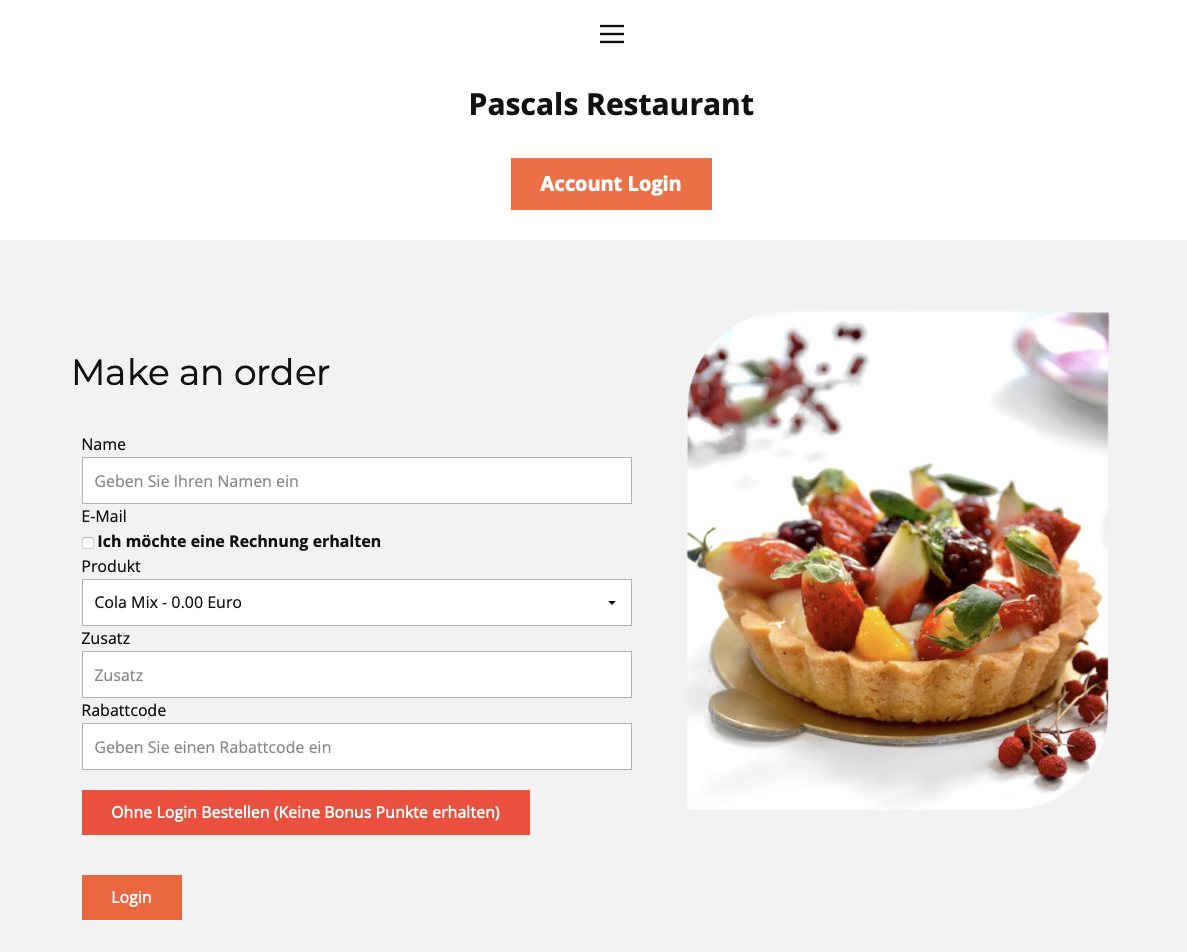 Pascals Restaurant
Account Login
Make an order
Name
Geben Sie Ihren Namen ein
E-Mail
Ich möchte eine Rechnung erhalten
Produkt
Cola Mix - 0.00 Euro
Zusatz
Zusatz
Rabattcode
Geben Sie einen Rabattcode ein
Ohne Login Bestellen (Keine Bonus Punkte erhalten)
Login